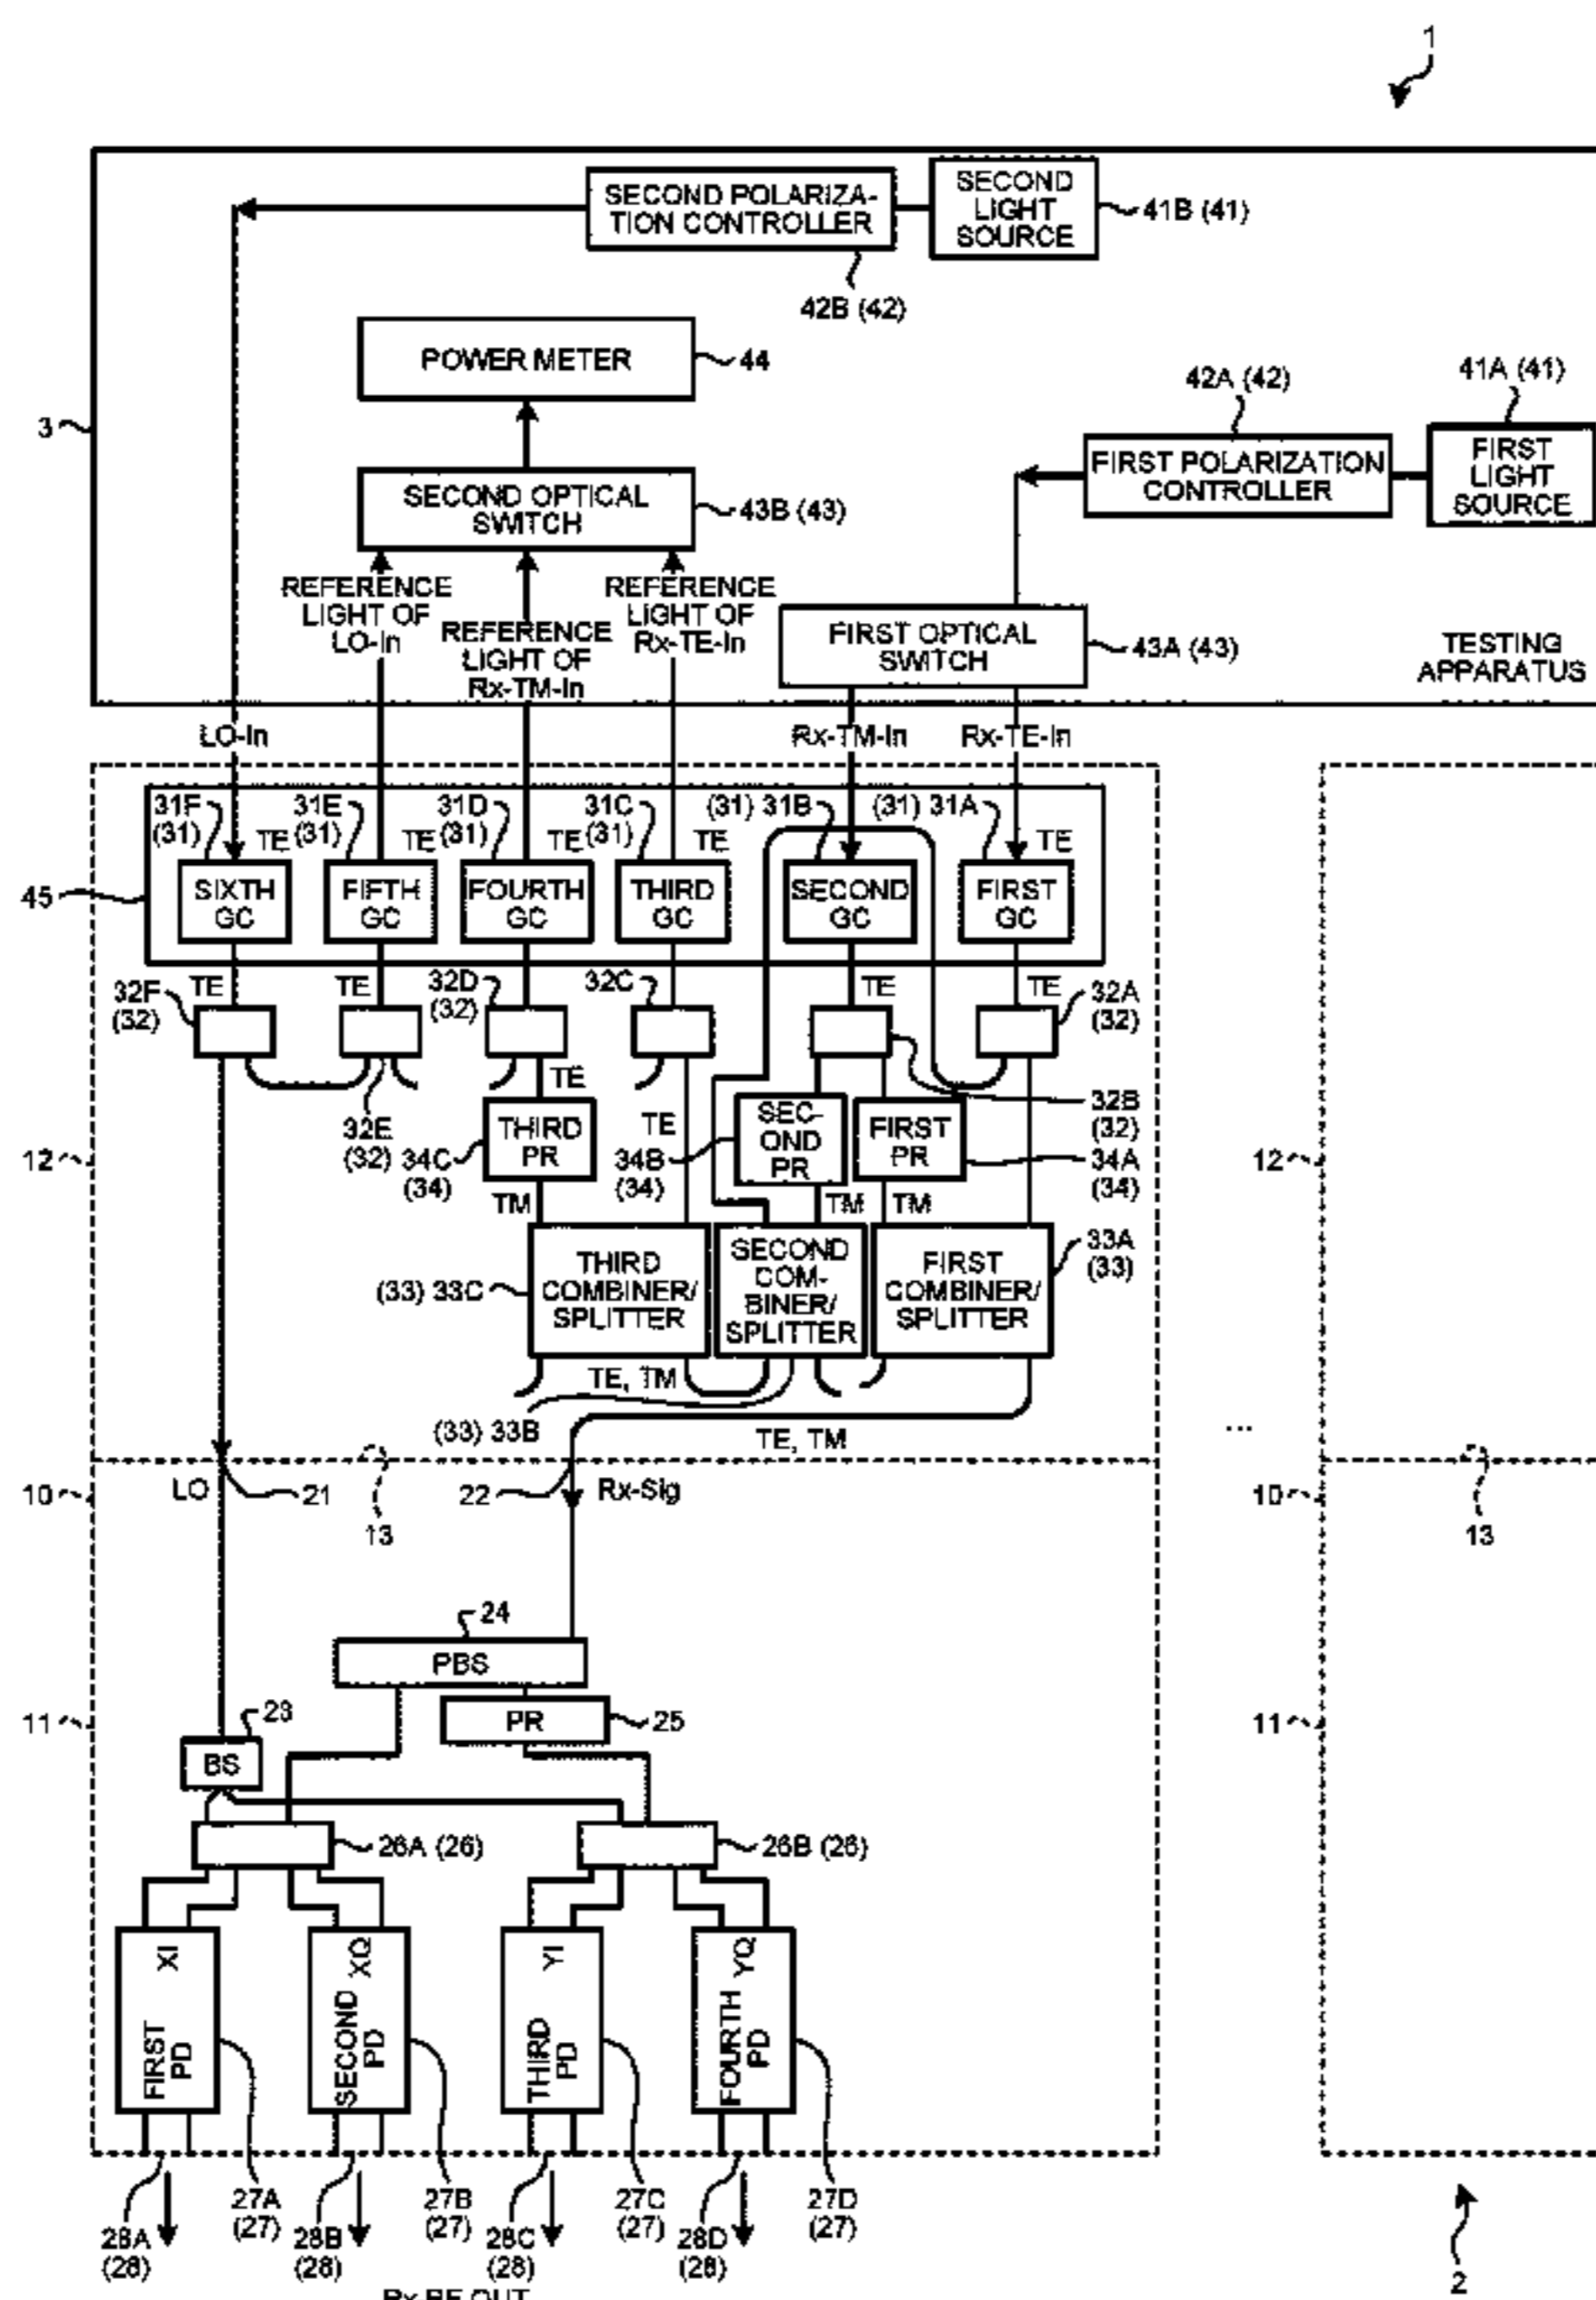 1
SECOND POLARIZA-
TION CONTROLLER
SECOND
LIGHT
SOURCE
41B (41)
42B (42)
POWER METER
44
42A (42)
41A (41)
3
FIRST POLARIZATION
CONTROLLER
FIRST
LIGHT
SOURCE
SECOND OPTICAL
SWITCH
43B (43)
REFERENCE
LIGHT OF
LO-In
REFERENCE
LIGHT OF
Rx-TM-In
REFERENCE
LIGHT OF
Rx-TE-In
FIRST OPTICAL
SWITCH
43A (43)
TESTING
APPARATUS
LO-In
Rx-TM-In
Rx-TE-In
31F
(31)
TE
31E
(31)
TE
31D
(31)
TE
31C
(31)
TE
(31) 31B
(31) 31A
TE
45
SIXTH
GC
FIFTH
GC
FOURTH
GC
THIRD
GC
SECOND
GC
FIRST
GC
32F
(32)
TE
TE
32D
(32)
32C
TE
TE
32A
(32)
TE
32E
(32)
THIRD
PR
34C
(34)
TE
34B
(34)
SEC-
OND
PR
FIRST
PR
32B
(32)
34A
(34)
12
12
TM
TM
TM
(33) 33C
THIRD
COMBINER/
SPLITTER
SECOND
COM-
BINER/
SPLITTER
FIRST
COMBINER/
SPLITTER
33A
(33)
TE, TM
(33) 33B
TE, TM
...
10
LO
21
13
22
Rx-Sig
10
13
24
PBS
11
23
PR
25
11
BS
26A (26)
26B (26)
XI
FIRST
PD
XQ
SECOND
PD
YI
THIRD
PD
YQ
FOURTH
PD
28A
(28)
27A
(27)
28B
(28)
27B
(27)
28C
(28)
27C
(27)
28D
(28)
27D
(27)
2
Rx RF OUT